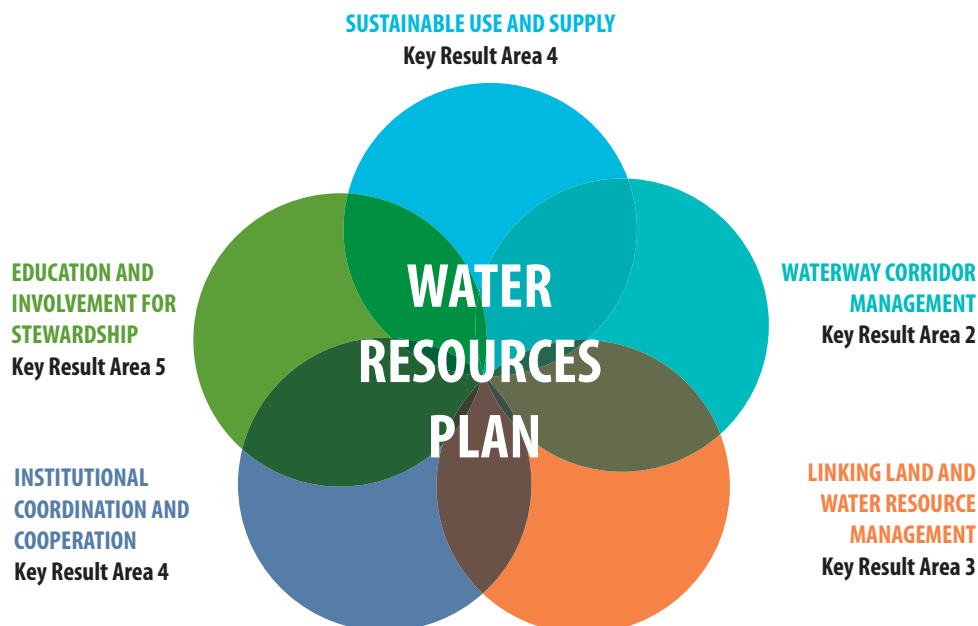 SUSTAINABLE USE AND SUPPLY
Key Result Area 4
WATERWAY CORRIDOR
MANAGEMENT
Key Result Area 2
LINKING LAND AND
WATER RESOURCE
MANAGEMENT
Key Result Area 3
INSTITUTIONAL
COORDINATION AND
COOPERATION
Key Result Area 4
EDUCATION AND
INVOLVEMENT FOR
STEWARDSHIP
Key Result Area 5
WATER
RESOURCES
PLAN